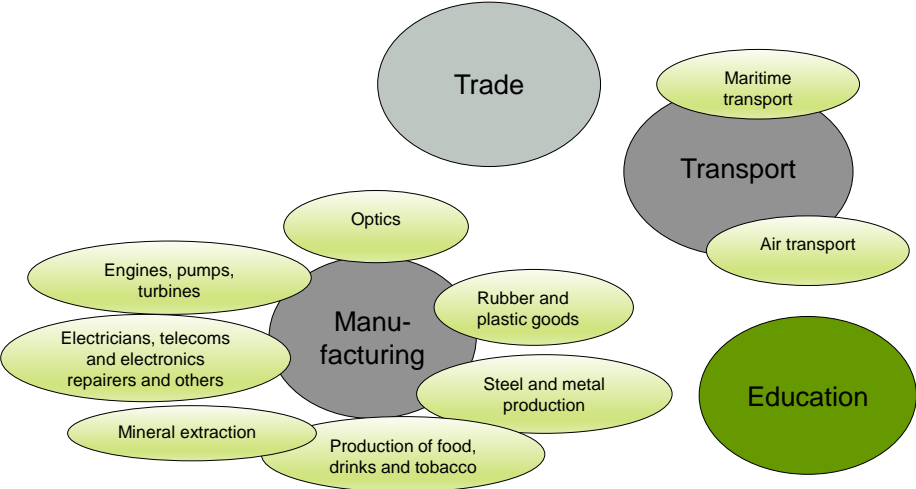 Trade
Maritime
transport
Transport
Air transport
Optics
Engines, pumps,
turbines
Rubber and
plastic goods
Manu-
facturing
Electricians, telecoms
and electronics
repairers and others
Steel and metal
production
Education
Mineral extraction
Production of food,
drinks and tobacco